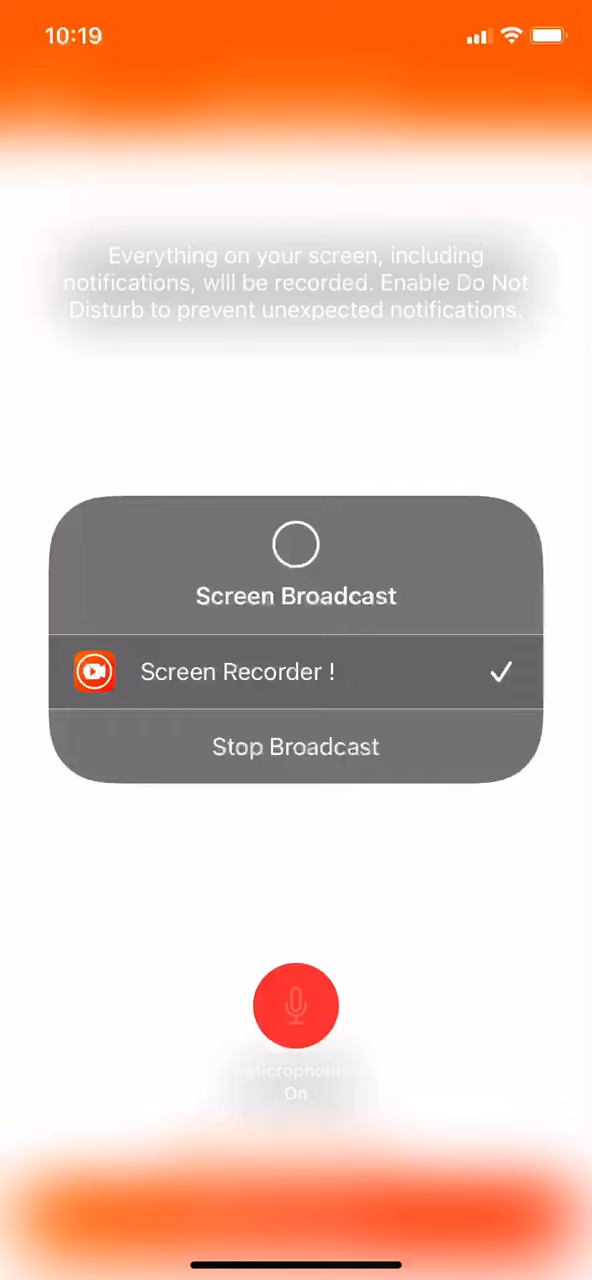 10:19
Everything on your screen, including
notifications, will be recorded. Enable Do Not
Disturb to prevent unexpected notifications.
Screen Broadcast
Screen Recorder !
Stop Broadcast
Microphone
On